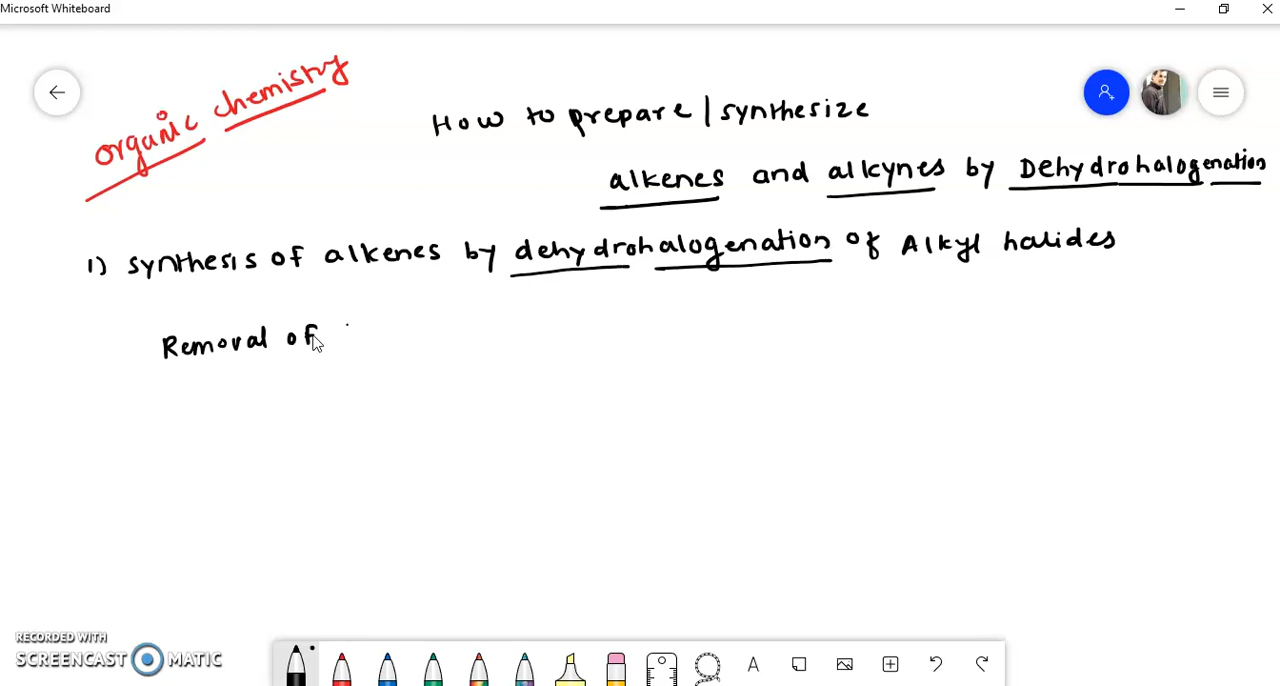 Microsoft Whiteboard
organic chemistry
How to prepare / synthesize
alkenes and alkynes by Dehydrohalogenation
1) synthesis of alkenes by dehydrohalogenation of Alkyl halides
Removal of
RECORDED WITH
SCREENCAST MATIC